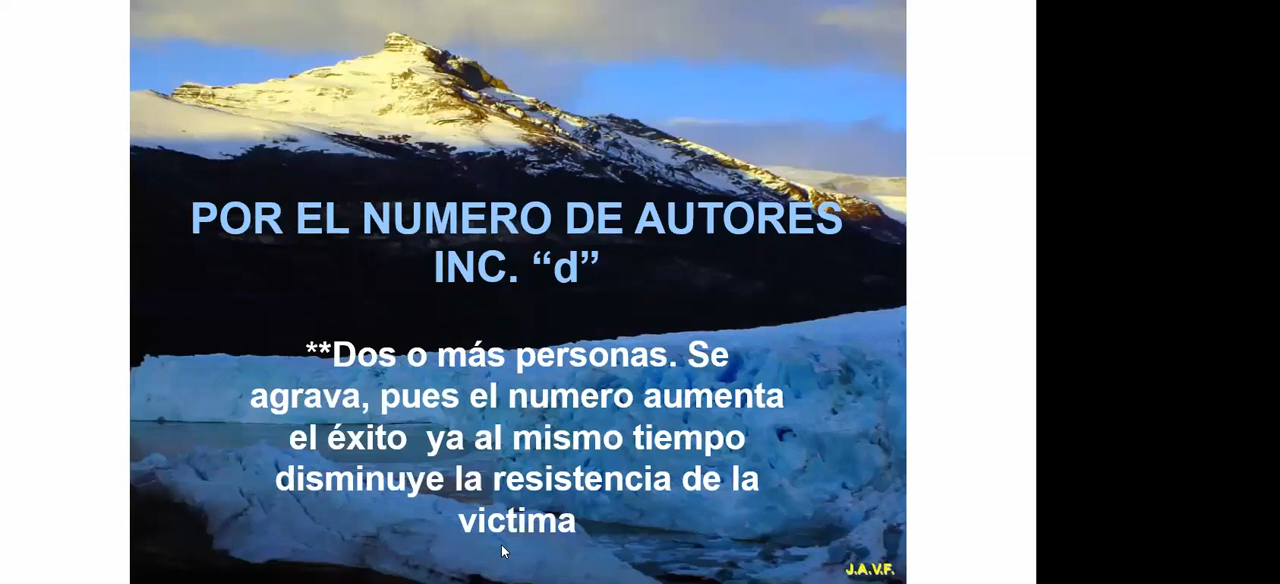 POR EL NUMERO DE AUTORES
INC. “d”
**Dos o más personas. Se
agrava, pues el numero aumenta
el éxito ya al mismo tiempo
disminuye la resistencia de la
victima
J.A.V.F.